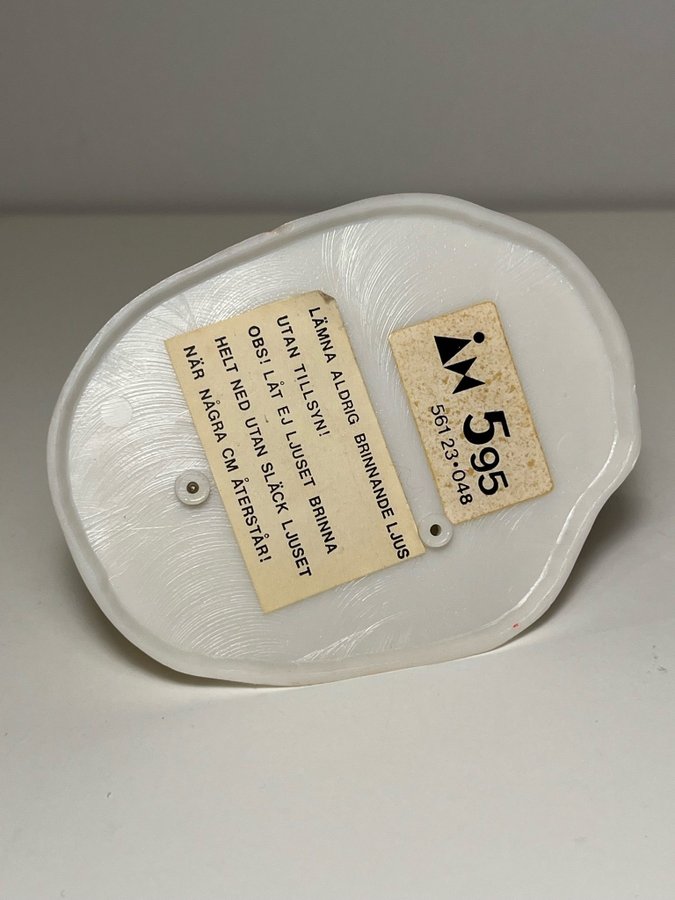 LÄMNA ALDRIG BRINNANDE LJUS
UTAN TILLSYN!
OBS! LÅT EJ LJUSET BRINNA
HELT NED UTAN SLÄCK LJUSET
NÄR NÅGRA CM ÅTERSTÅR!
ÅM 595
561 23·048